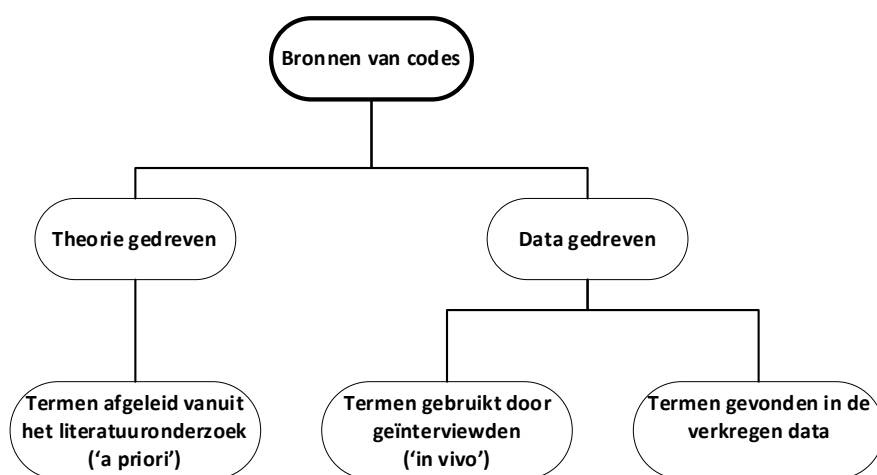 Bronnen van codes
Theorie gedreven
Data gedreven
Termen afgeleid vanuit
het literatuuronderzoek
(‘a priori’)
Termen gebruikt door
geïnterviewden
(‘in vivo’)
Termen gevonden in de
verkregen data